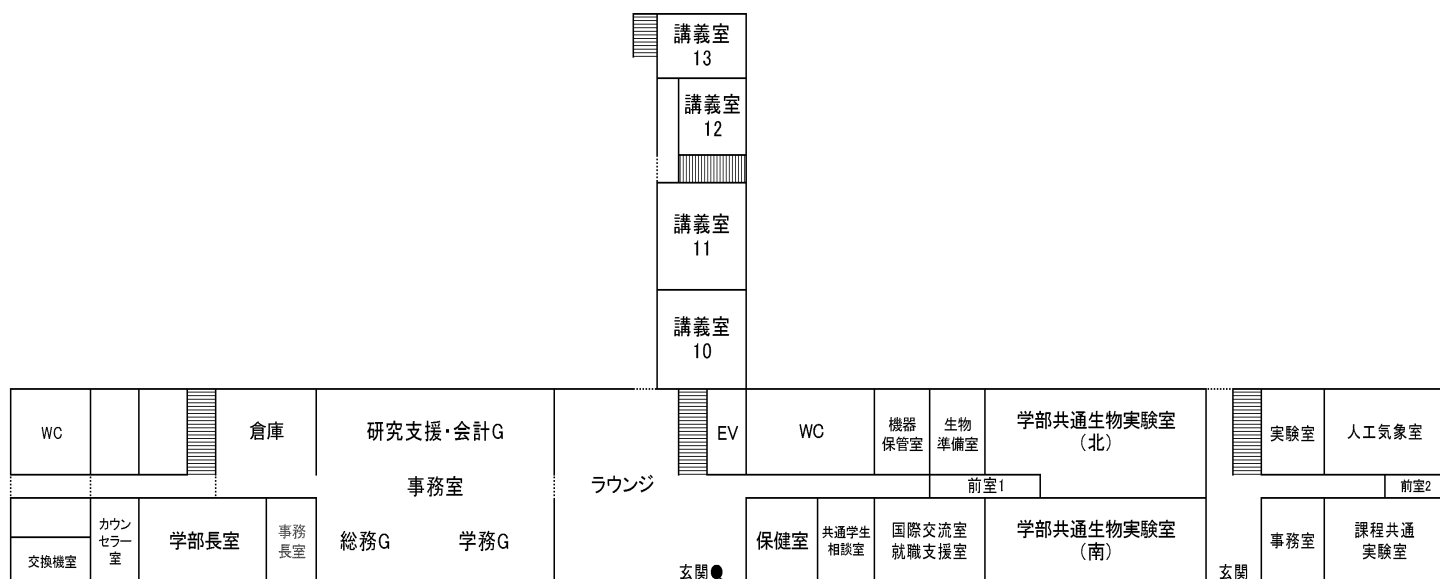 講義室
13
講義室
12
講義室
11
講義室
10
WC
倉庫
研究支援・会計G
事務室
総務G
学務G
ラウンジ
EV
WC
機器
保管室
生物
準備室
学部共通生物実験室
(北)
実験室
人工気象室
前室1
前室2
交換機室
カウン
セラー
室
学部長室
事務
長室
玄関
保健室
共通学生
相談室
国際交流室
就職支援室
学部共通生物実験室
(南)
玄関
事務室
課程共通
実験室